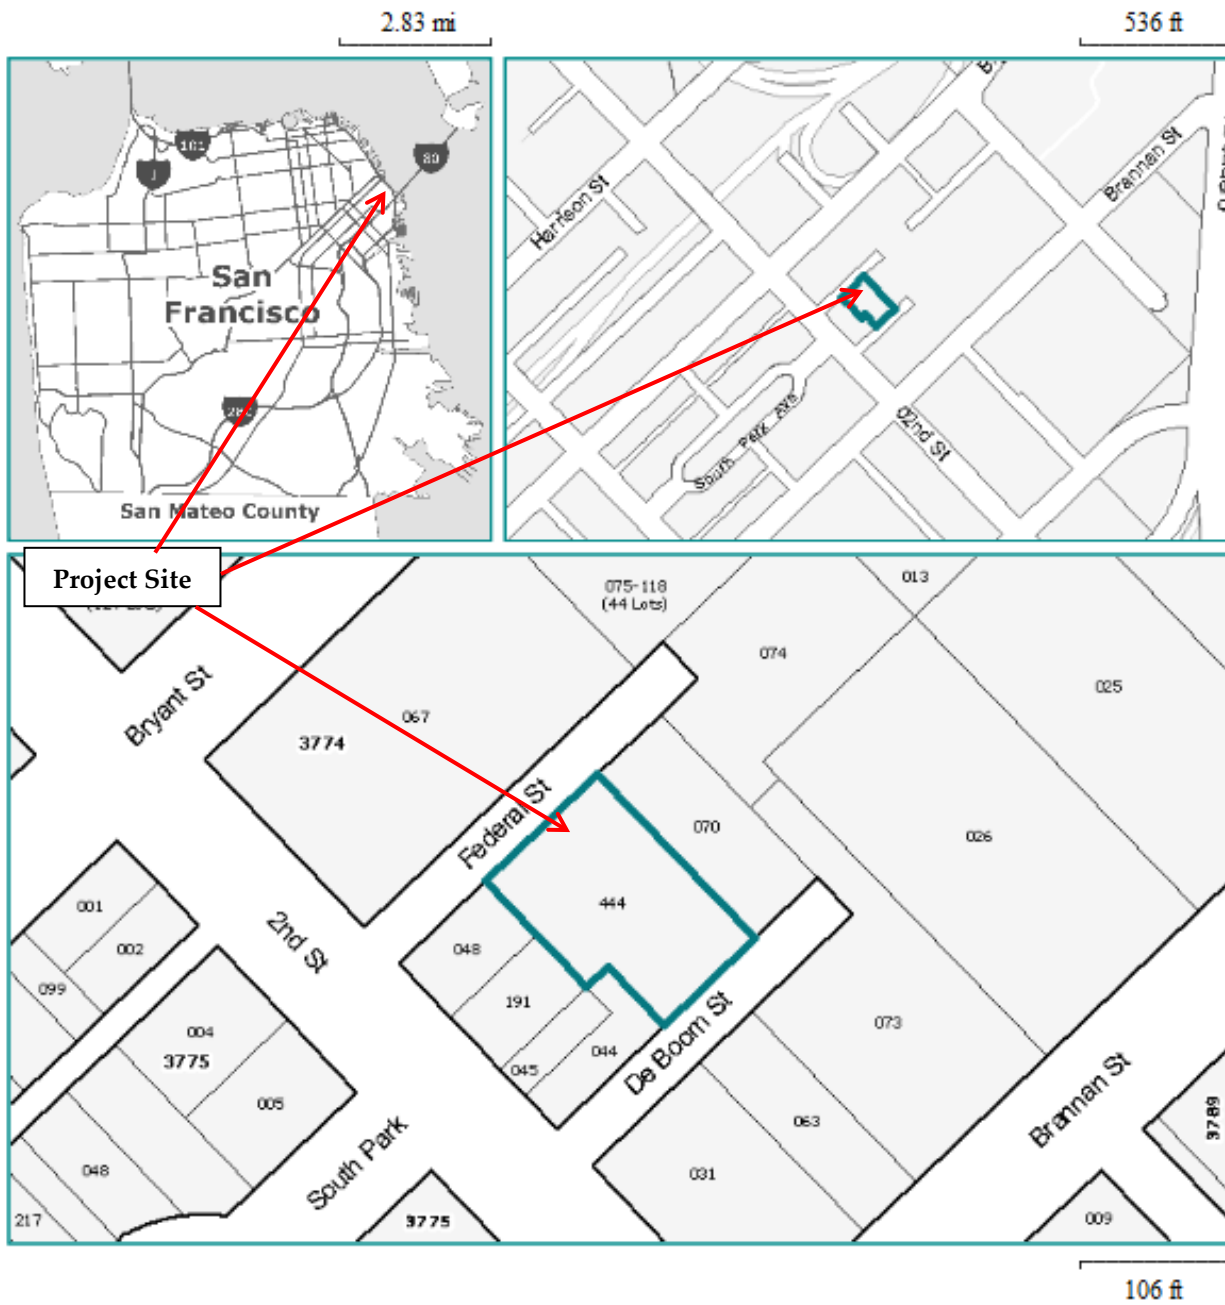 2.83 mi
536 ft
101
1
80
280
San
Francisco
San Mateo County
Harrison St
Brannan St
South Park Ave
02nd St
Project Site
075-118
(44 Lots)
013
074
025
Bryant St
067
3774
Federal St
070
026
444
001
002
099
2nd St
048
191
045
044
De Boom St
073
004
3775
005
048
217
South Park
3775
063
031
Brannan St
3789
009
106 ft